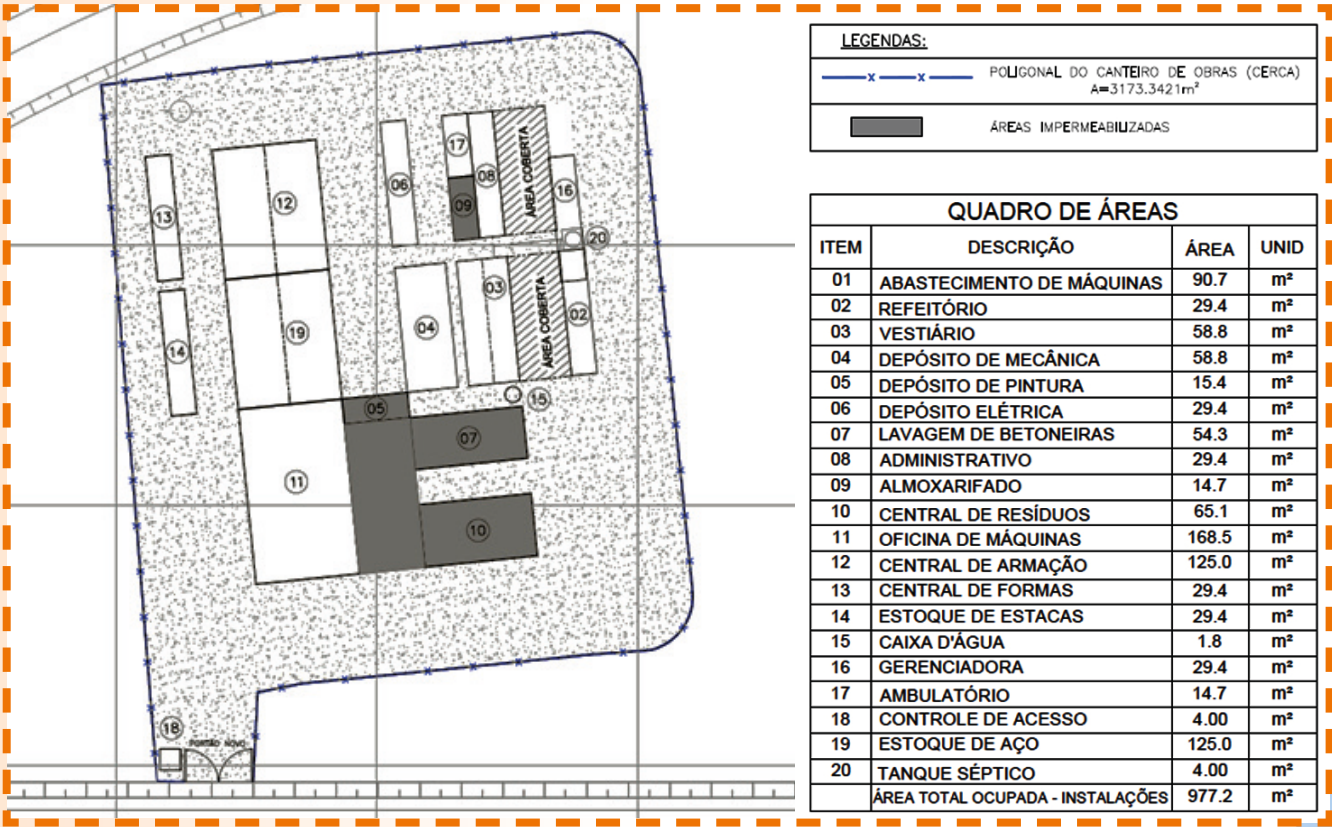 17
ÁREA COBERTA
06
08
16
12
09
13
20
03
ÁREA COBERTA
02
04
19
14
15
05
07
11
10
18
PORTÃO NOVO
LEGENDAS:
POLIGONAL DO CANTEIRO DE OBRAS (CERCA)
A=3173.3421m²
ÁREAS IMPERMEABILIZADAS
QUADRO DE ÁREAS
ITEM DESCRIÇÃO ÁREA UNID
01 ABASTECIMENTO DE MÁQUINAS 90.7 m²
02 REFEITÓRIO 29.4 m²
03 VESTIÁRIO 58.8 m²
04 DEPÓSITO DE MECÂNICA 58.8 m²
05 DEPÓSITO DE PINTURA 15.4 m²
06 DEPÓSITO ELÉTRICA 29.4 m²
07 LAVAGEM DE BETONEIRAS 54.3 m²
08 ADMINISTRATIVO 29.4 m²
09 ALMOXARIFADO 14.7 m²
10 CENTRAL DE RESÍDUOS 65.1 m²
11 OFICINA DE MÁQUINAS 168.5 m²
12 CENTRAL DE ARMAÇÃO 125.0 m²
13 CENTRAL DE FORMAS 29.4 m²
14 ESTOQUE DE ESTACAS 29.4 m²
15 CAIXA D'ÁGUA 1.8 m²
16 GERENCIADORA 29.4 m²
17 AMBULATÓRIO 14.7 m²
18 CONTROLE DE ACESSO 4.00 m²
19 ESTOQUE DE AÇO 125.0 m²
20 TANQUE SÉPTICO 4.00 m²
ÁREA TOTAL OCUPADA - INSTALAÇÕES 977.2 m²